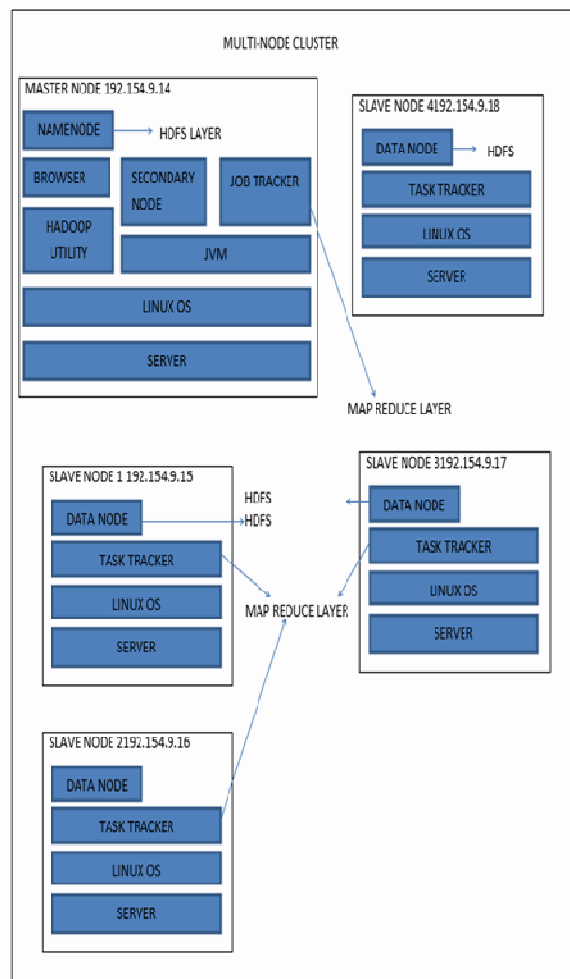 MULTI-NODE CLUSTER
MASTER NODE 192.154.9.14
NAMENODE
HDFS LAYER
BROWSER
SECONDARY
NODE
JOB TRACKER
HADOOP
UTILITY
JVM
LINUX OS
SERVER
SLAVE NODE 4192.154.9.18
DATA NODE
HDFS
TASK TRACKER
LINUX OS
SERVER
MAP REDUCE LAYER
SLAVE NODE 1 192.154.9.15
DATA NODE
HDFS
HDFS
TASK TRACKER
LINUX OS
SERVER
MAP REDUCE LAYER
SLAVE NODE 3192.154.9.17
DATA NODE
TASK TRACKER
LINUX OS
SERVER
SLAVE NODE 2192.154.9.16
DATA NODE
TASK TRACKER
LINUX OS
SERVER